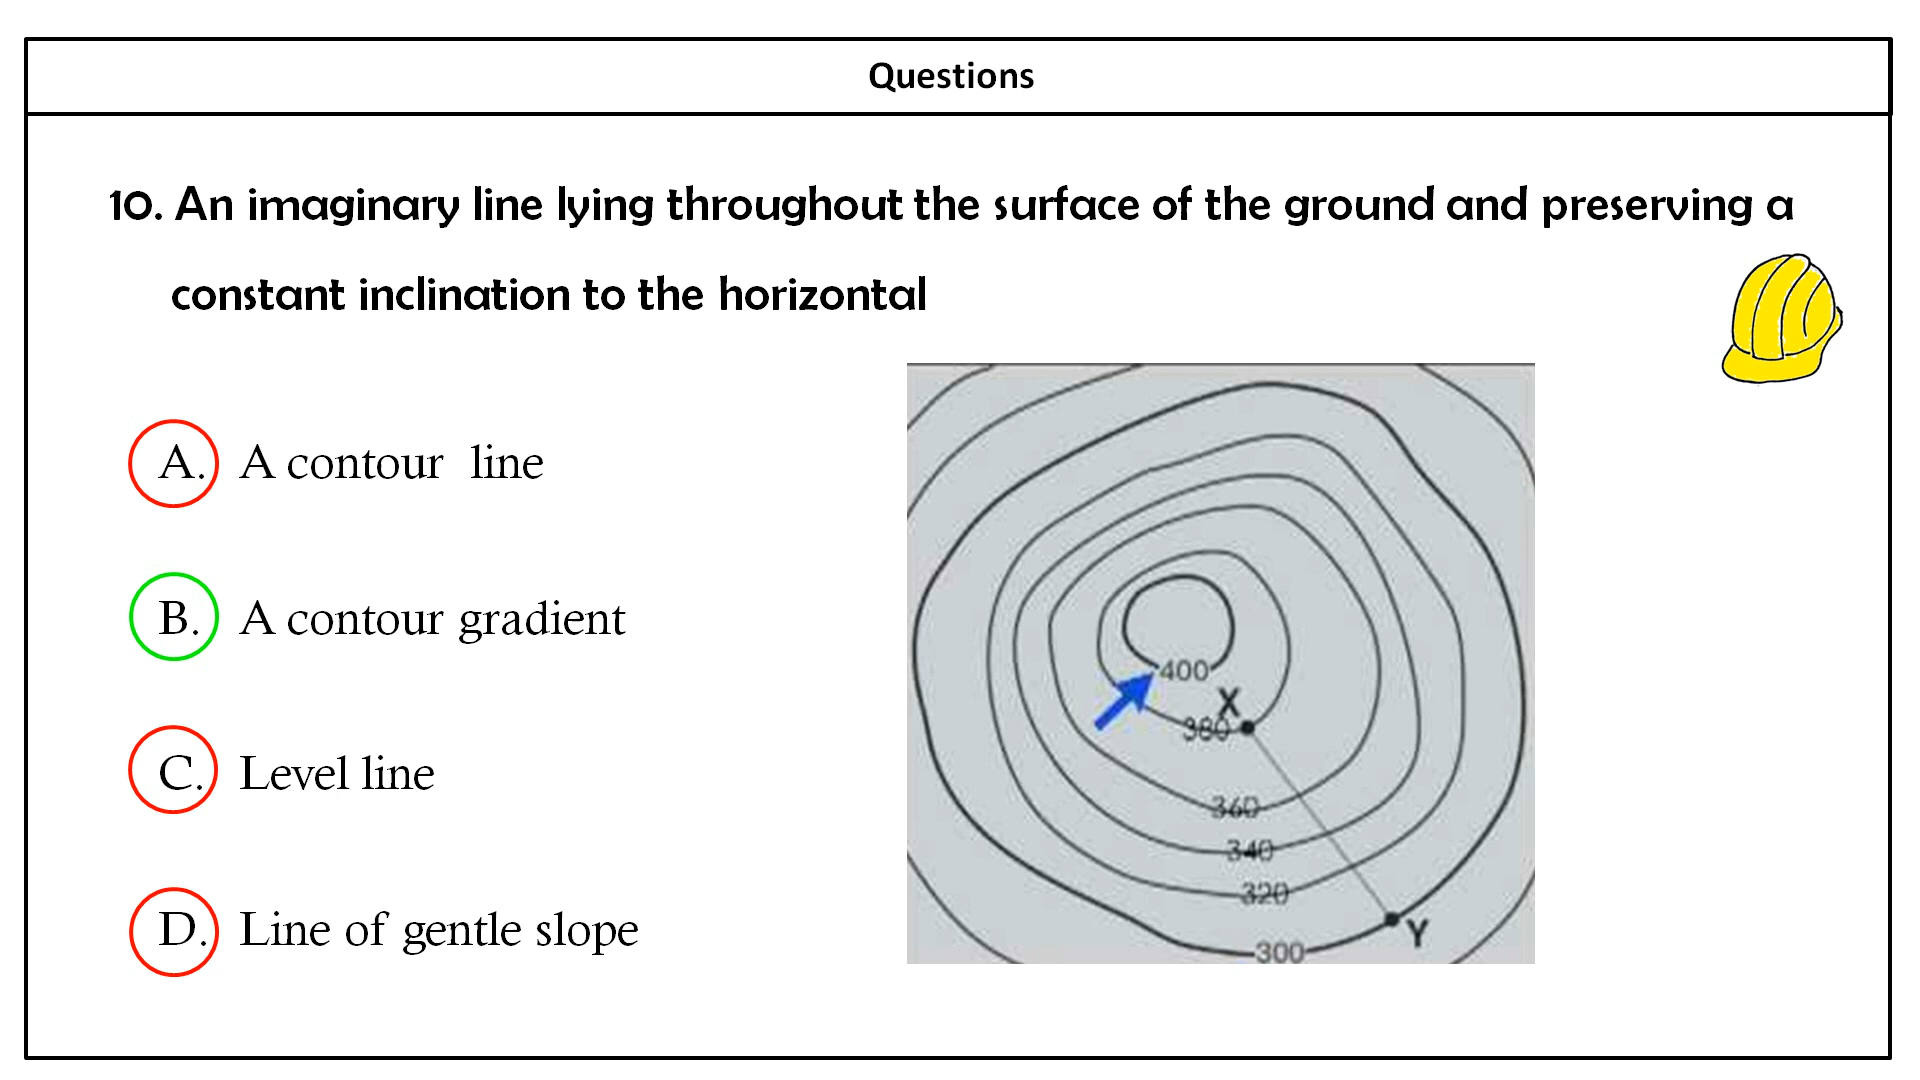 Questions
10. An imaginary line lying throughout the surface of the ground and preserving a
constant inclination to the horizontal
A. A contour line
B. A contour gradient
C. Level line
D. Line of gentle slope
400
X
380
360
340
320
Y
300